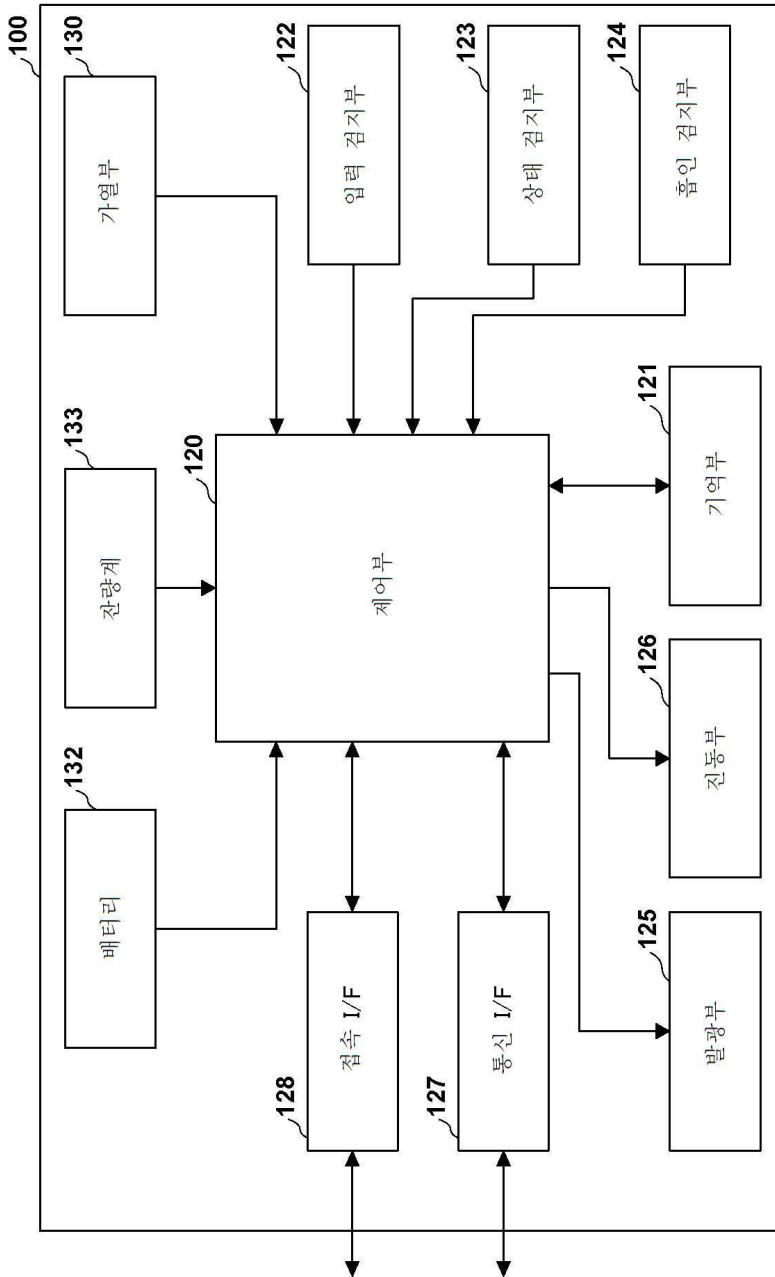 100
130
가열부
133
잔량계
132
배터리
122
입력 검지부
123
상태 검지부
124
흡인 검지부
120
제어부
128
접속 I/F
127
통신 I/F
121
기억부
126
진동부
125
발광부